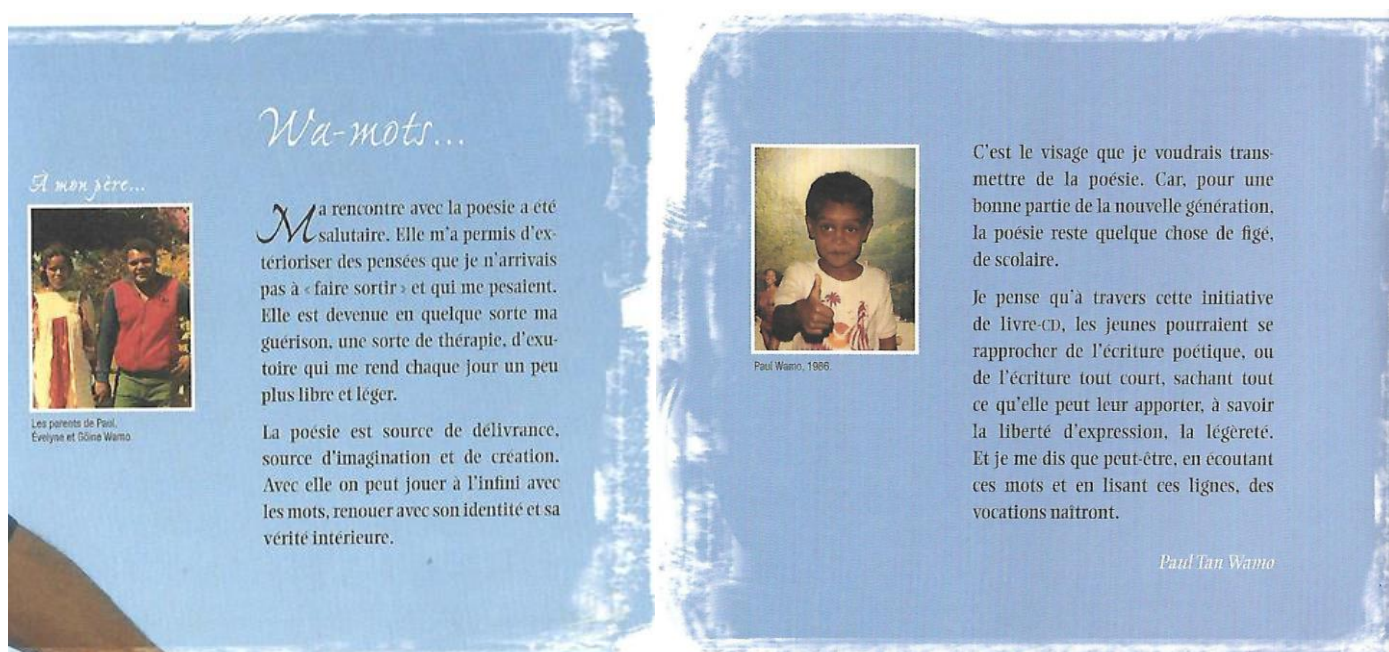 Wa-mots...
À mon père...
Les parents de Paul,
Évelyne et Göine Wamo.
Ma rencontre avec la poésie a été
salutaire. Elle m'a permis d'ex-
térioriser des pensées que je n'arrivais
pas à « faire sortir » et qui me pesaient.
Elle est devenue en quelque sorte ma
guérison, une sorte de thérapie, d'exu-
toire qui me rend chaque jour un peu
plus libre et léger.
La poésie est source de délivrance,
source d'imagination et de création.
Avec elle on peut jouer à l'infini avec
les mots, renouer avec son identité et sa
vérité intérieure.
Paul Wamo, 1986.
C'est le visage que je voudrais trans-
mettre de la poésie. Car, pour une
bonne partie de la nouvelle génération,
la poésie reste quelque chose de figé,
de scolaire.
Je pense qu'à travers cette initiative
de livre-CD, les jeunes pourraient se
rapprocher de l'écriture poétique, ou
de l'écriture tout court, sachant tout
ce qu'elle peut leur apporter, à savoir
la liberté d'expression, la légèreté.
Et je me dis que peut-être, en écoutant
ces mots et en lisant ces lignes, des
vocations naîtront.
Paul Tan Wamo